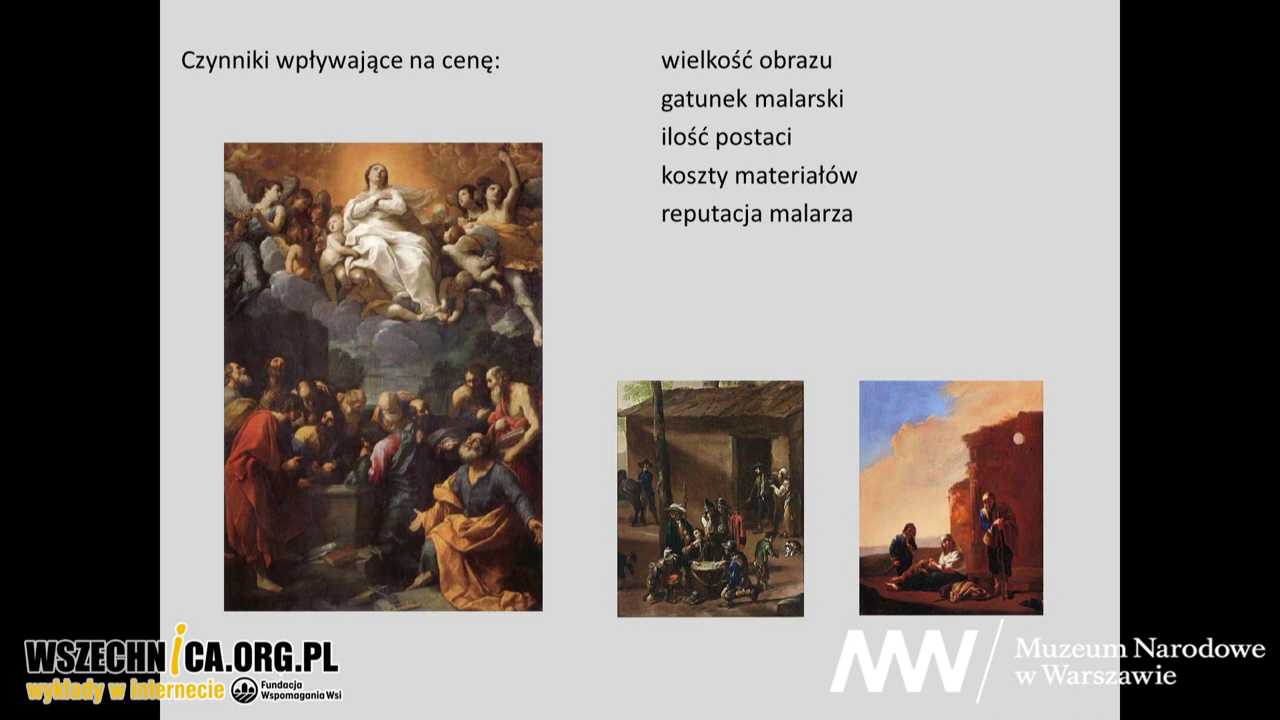 Czynniki wpływające na cenę:
wielkość obrazu
gatunek malarski
ilość postaci
koszty materiałów
reputacja malarza
WSZECHNICA.ORG.PL
wykłady w internecie
Fundacja
Wspomagania Wsi
MNW
Muzeum Narodowe
w Warszawie